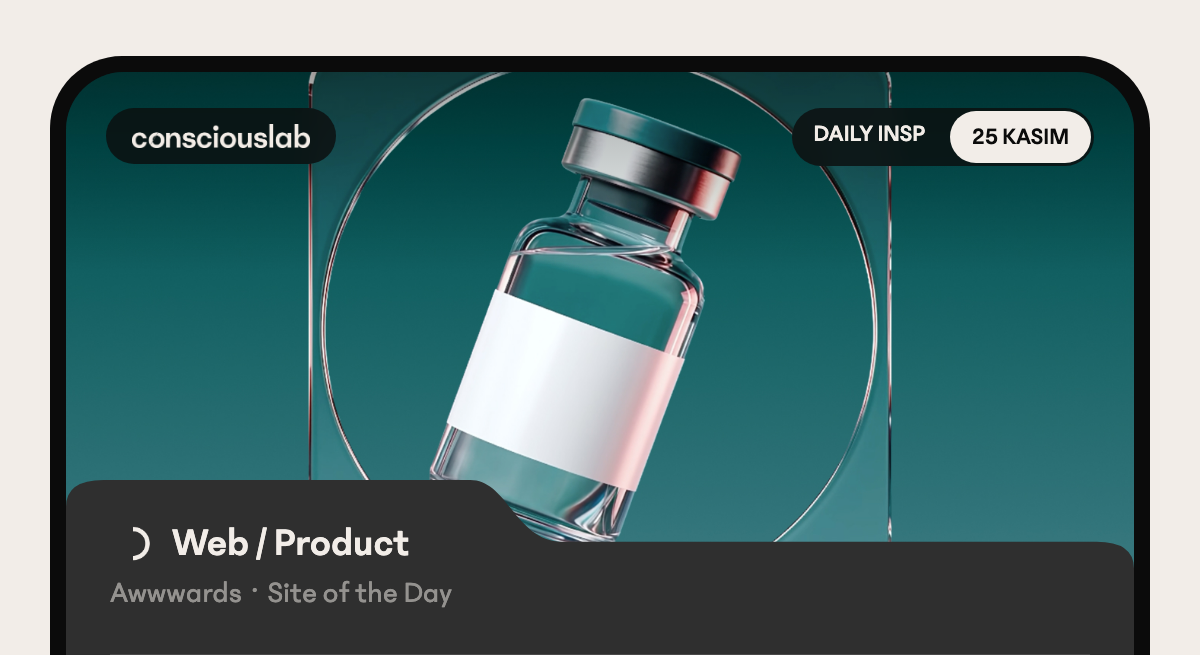 consciouslab
DAILY INSP
25 KASIM
Web / Product
Awwwards · Site of the Day